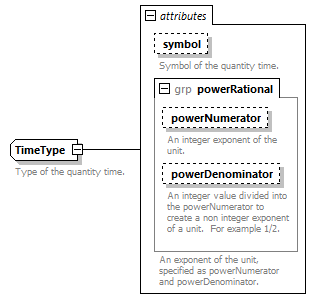 attributes
symbol
Symbol of the quantity time.
grp powerRational
powerNumerator
An integer exponent of the
unit.
powerDenominator
An integer value divided into
the powerNumerator to
create a non integer exponent
of a unit. For example 1/2.
An exponent of the unit,
specified as powerNumerator
and powerDenominator.
TimeType
Type of the quantity time.